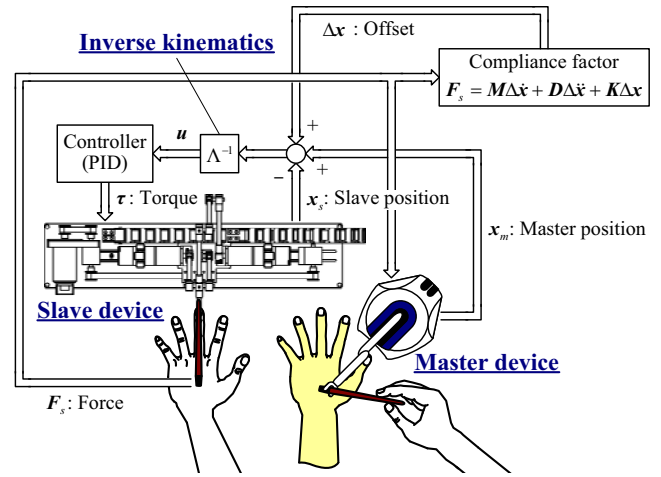 Δx : Offset
Inverse kinematics
Compliance factor
F_s = MΔẋ + DΔẍ + KΔx
Controller
(PID)
u
Λ⁻¹
+
+
−
τ : Torque
x_s : Slave position
x_m : Master position
Slave device
Master device
F_s : Force